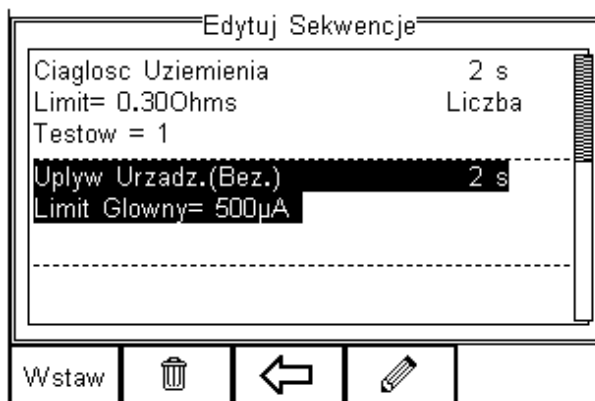 Edytuj Sekwencje
Ciaglosc Uziemienia 2 s
Limit= 0.30Ohms Liczba
Testow = 1
Uplyw Urzadz.(Bez.) 2 s
Limit Glowny= 500µA
Wstaw